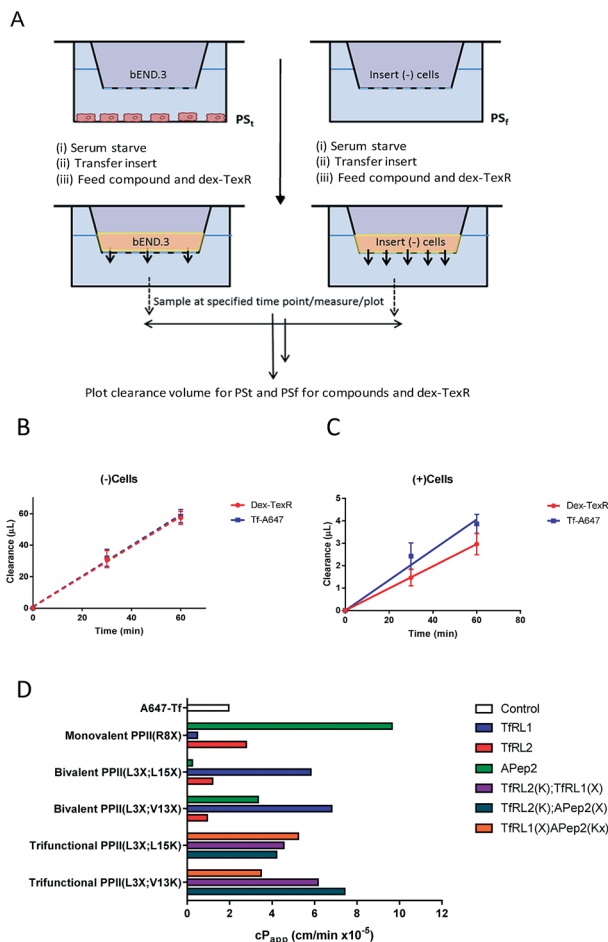 A
bEND.3
Insert (-) cells
PSt
PSf
(i) Serum starve
(ii) Transfer insert
(iii) Feed compound and dex-TexR
(i) Serum starve
(ii) Transfer insert
(iii) Feed compound and dex-TexR
bEND.3
Insert (-) cells
Sample at specified time point/measure/plot
Plot clearance volume for PSt and PSf for compounds and dex-TexR
B
(-)Cells
Dex-TexR
Tf-A647
Clearance (µL)
60
40
20
0
0 20 40 60
Time (min)
C
(+)Cells
Dex-TexR
Tf-A647
Clearance (µL)
5
4
3
2
1
0
0 20 40 60 80
Time (min)
D
A647-Tf
Monovalent PPII(R8X)
Bivalent PPII(L3X;L15X)
Bivalent PPII(L3X;V13X)
Trifunctional PPII(L3X;L15K)
Trifunctional PPII(L3X;V13K)
0 2 4 6 8 10 12
cPapp (cm/min x10-5)
Control
TfRL1
TfRL2
APep2
TfRL2(K);TfRL1(X)
TfRL2(K);APep2(X)
TfRL1(X)APep2(Kx)